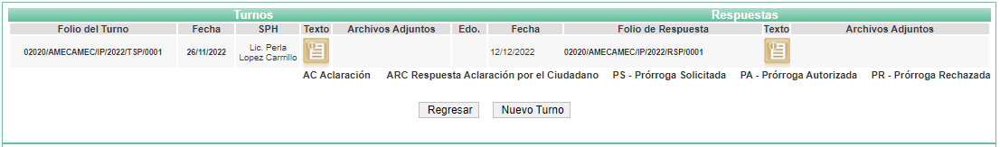 Turnos Respuestas
Folio del Turno Fecha SPH Texto Archivos Adjuntos Edo. Fecha Folio de Respuesta Texto Archivos Adjuntos
02020/AMECAMEC/IP/2022/TSP/0001 26/11/2022 Lic. Perla Lopez Carrrillo 12/12/2022 02020/AMECAMEC/IP/2022/RSP/0001
AC Aclaración ARC Respuesta Aclaración por el Ciudadano PS - Prórroga Solicitada PA - Prórroga Autorizada PR - Prórroga Rechazada
Regresar Nuevo Turno